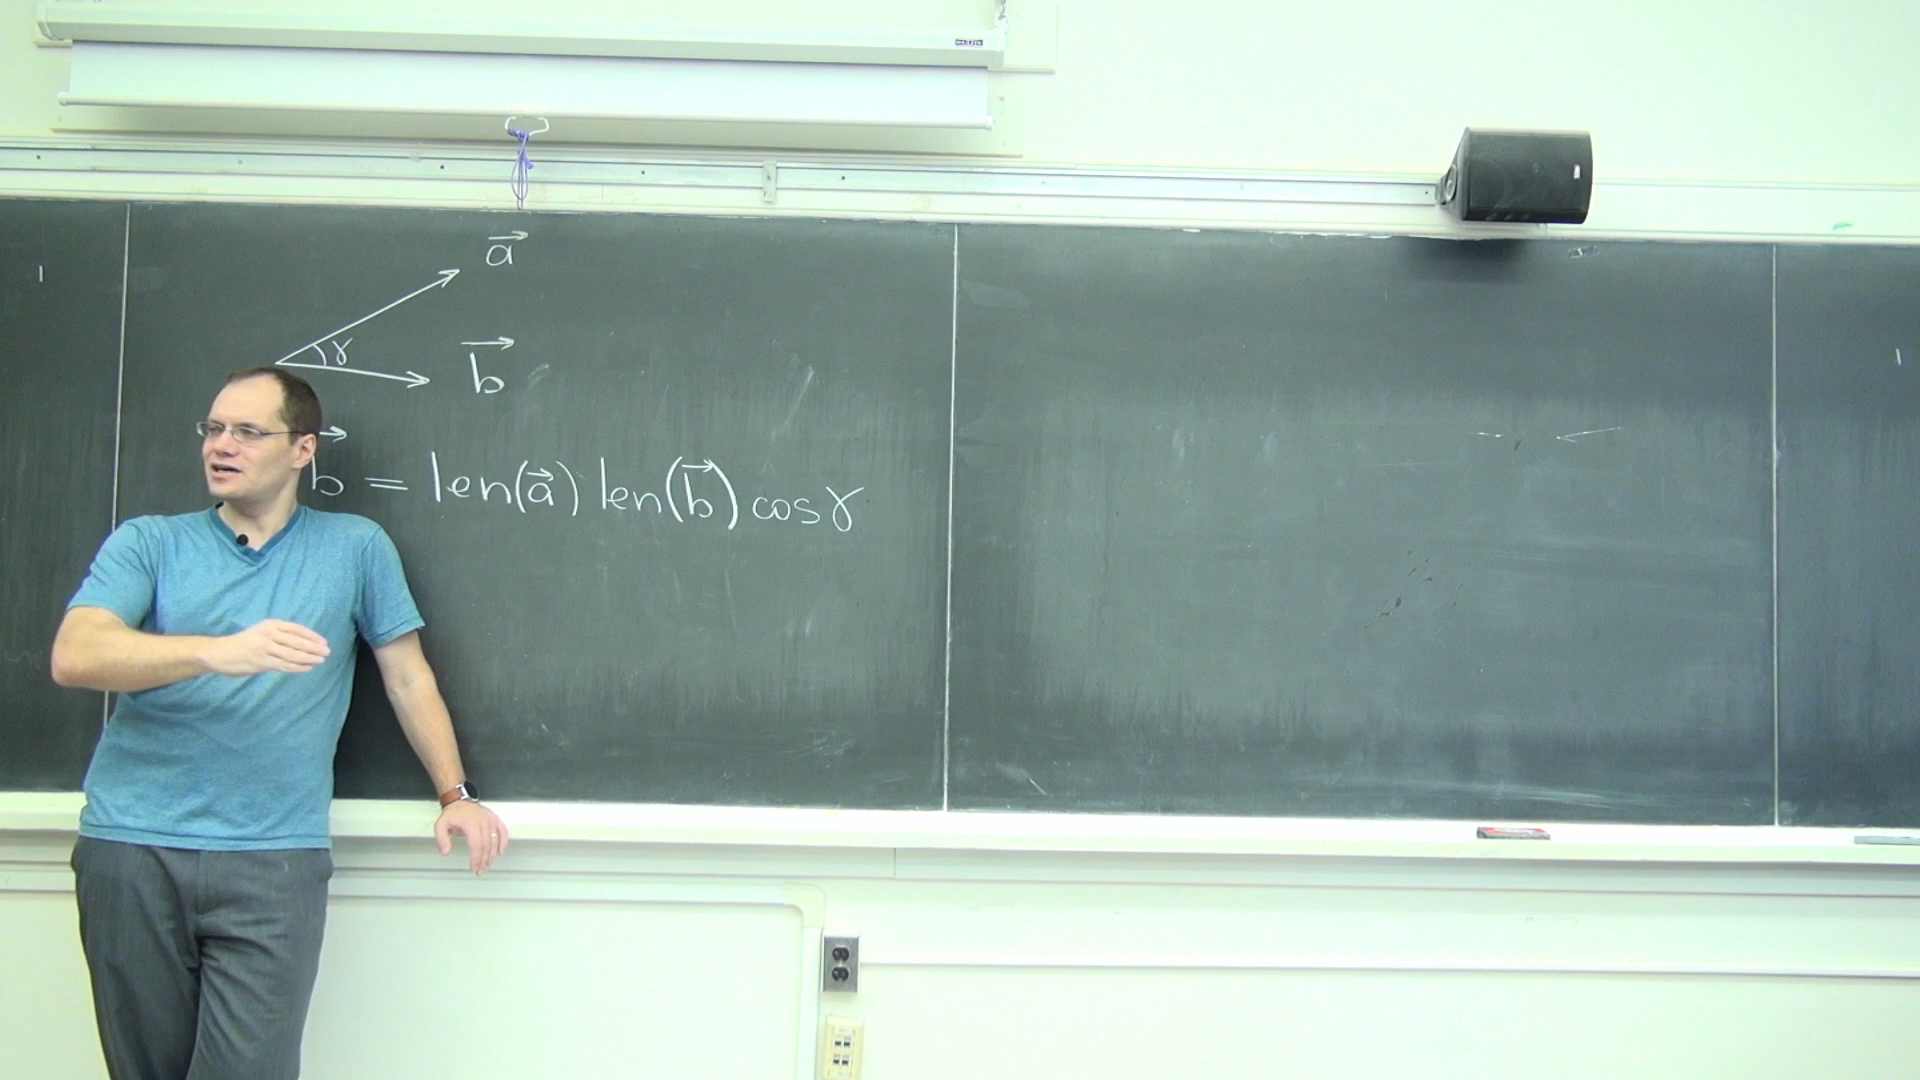 a⃗
γ
b⃗
b⃗ = len(a⃗) len(b⃗) cos γ